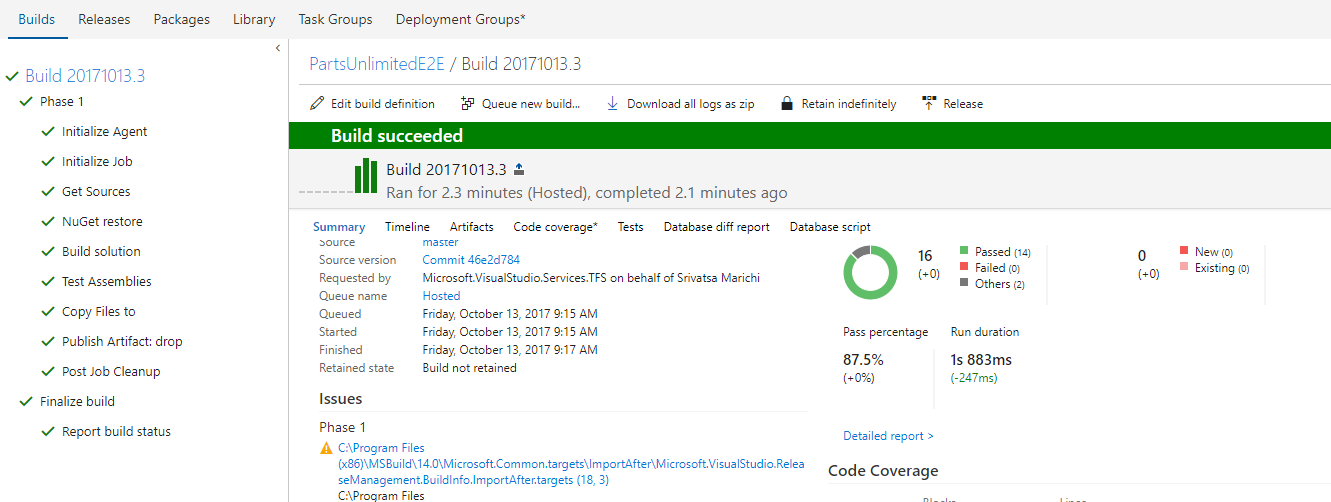 Builds Releases Packages Library Task Groups Deployment Groups*
Build 20171013.3
Phase 1
Initialize Agent
Initialize Job
Get Sources
NuGet restore
Build solution
Test Assemblies
Copy Files to
Publish Artifact: drop
Post Job Cleanup
Finalize build
Report build status
PartsUnlimitedE2E / Build 20171013.3
Edit build definition Queue new build... Download all logs as zip Retain indefinitely Release
Build succeeded
Build 20171013.3
Ran for 2.3 minutes (Hosted), completed 2.1 minutes ago
Summary Timeline Artifacts Code coverage* Tests Database diff report Database script
Source master
Source version Commit 46e2d784
Requested by Microsoft.VisualStudio.Services.TFS on behalf of Srivatsa Marichi
Queue name Hosted
Queued Friday, October 13, 2017 9:15 AM
Started Friday, October 13, 2017 9:15 AM
Finished Friday, October 13, 2017 9:17 AM
Retained state Build not retained
Issues
Phase 1
C:\Program Files
(x86)\MSBuild\14.0\Microsoft.Common.targets\ImportAfter\Microsoft.VisualStudio.Relea
seManagement.BuildInfo.ImportAfter.targets (18, 3)
C:\Program Files
16
(+0)
Passed (14)
Failed (0)
Others (2)
0
(+0)
New (0)
Existing (0)
Pass percentage Run duration
87.5% 1s 883ms
(+0%) (-247ms)
Detailed report >
Code Coverage
Blocks Lines